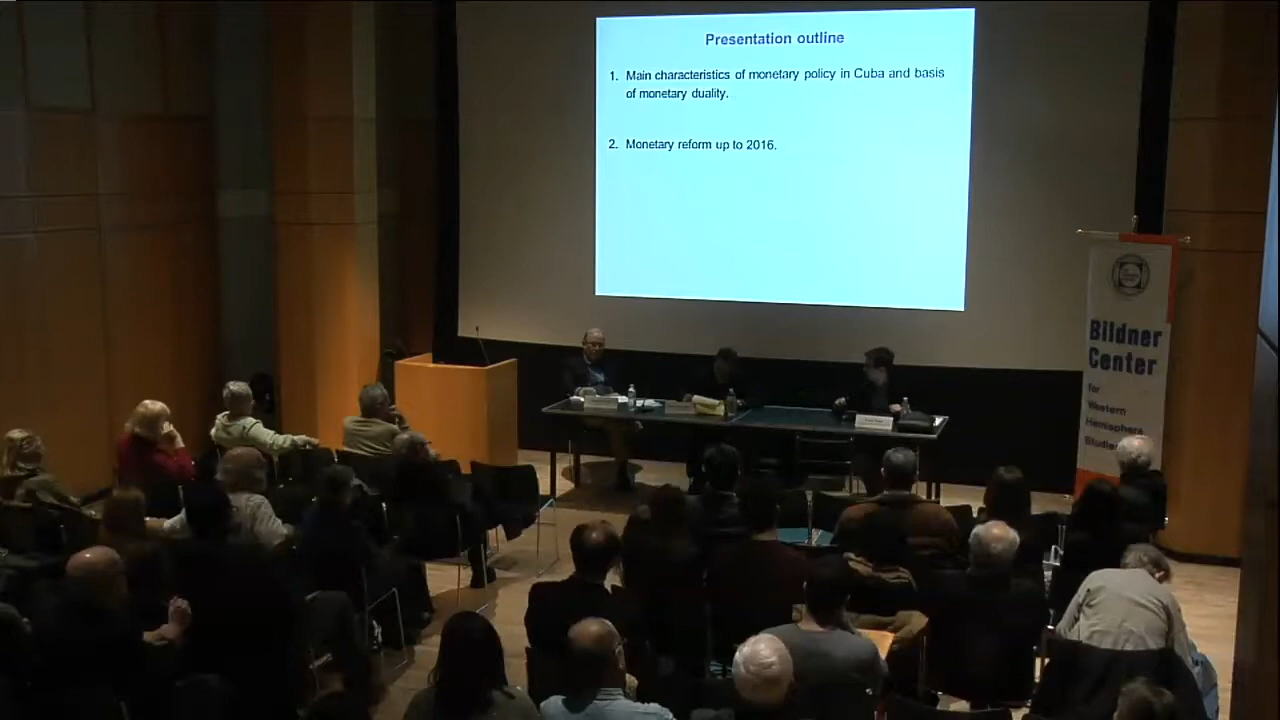 Presentation outline
1. Main characteristics of monetary policy in Cuba and basis
of monetary duality.
2. Monetary reform up to 2016.
Bildner
Center
for
Western
Hemisphere
Studies